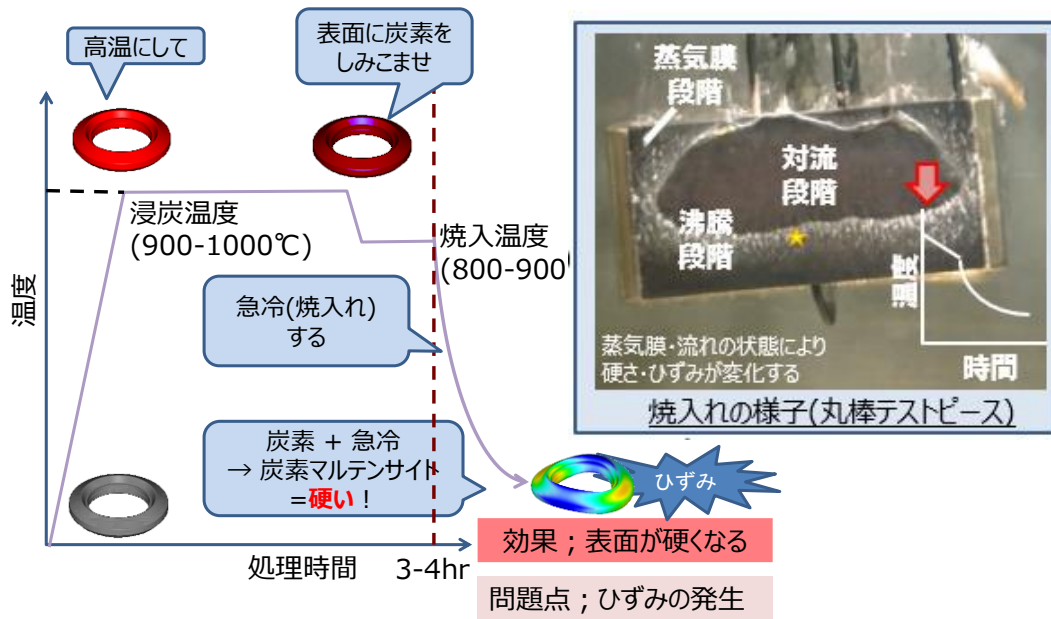 高温にして
表面に炭素を
しみこませ
温度
浸炭温度
(900-1000℃)
焼入温度
(800-900
急冷(焼入れ)
する
炭素 + 急冷
→ 炭素マルテンサイト
=硬い！
ひずみ
処理時間
3-4hr
効果；表面が硬くなる
問題点；ひずみの発生
蒸気膜
段階
対流
段階
沸騰
段階
温度
時間
蒸気膜・流れの状態により
硬さ・ひずみが変化する
焼入れの様子(丸棒テストピース)